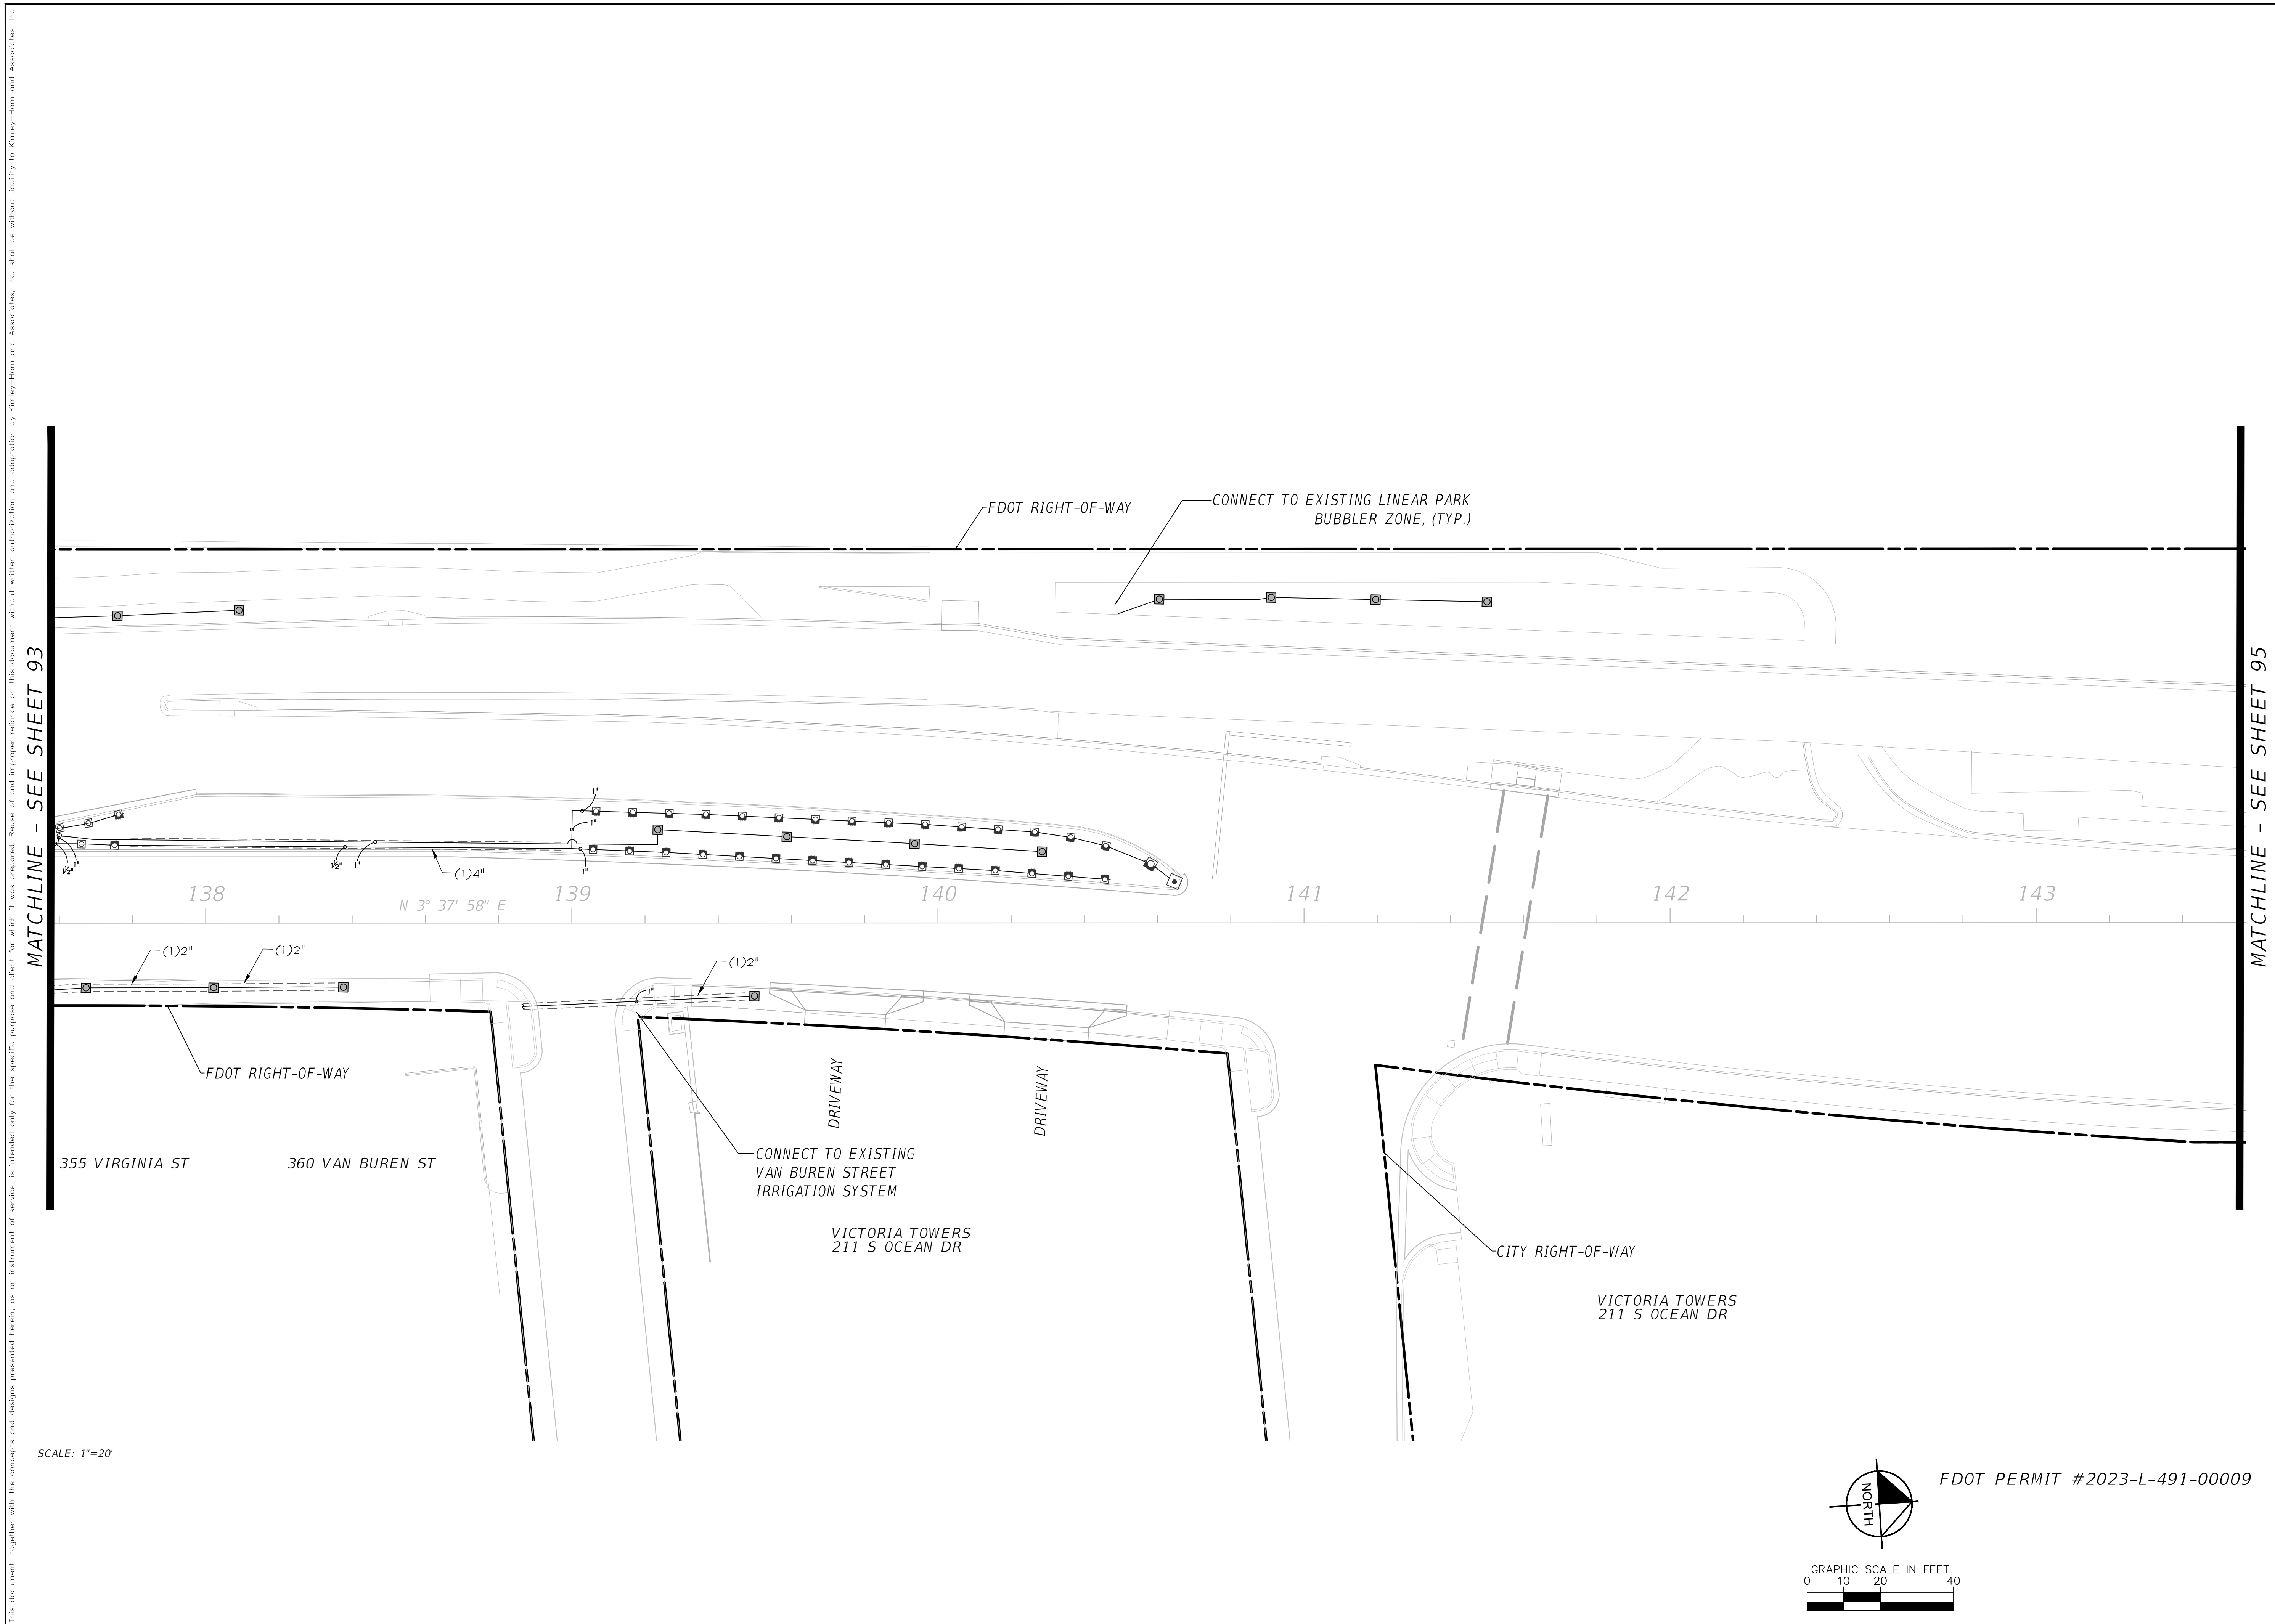 This document, together with the concepts and designs presented herein, as an instrument of service, is intended only for the specific purpose and client for which it was prepared. Reuse of and improper reliance on this document without written authorization and adaptation by Kimley-Horn and Associates, Inc. shall be without liability to Kimley-Horn and Associates, Inc.
FDOT RIGHT-OF-WAY
CONNECT TO EXISTING LINEAR PARK
BUBBLER ZONE, (TYP.)
MATCHLINE - SEE SHEET 93
MATCHLINE - SEE SHEET 95
1"
1"
1½"
1"
1½"
1"
(1)4"
1"
138
139
140
141
142
143
N 3° 37' 58" E
(1)2"
(1)2"
(1)2"
1"
FDOT RIGHT-OF-WAY
DRIVEWAY
DRIVEWAY
355 VIRGINIA ST
360 VAN BUREN ST
CONNECT TO EXISTING
VAN BUREN STREET
IRRIGATION SYSTEM
VICTORIA TOWERS
211 S OCEAN DR
CITY RIGHT-OF-WAY
VICTORIA TOWERS
211 S OCEAN DR
SCALE: 1"=20'
NORTH
FDOT PERMIT #2023-L-491-00009
GRAPHIC SCALE IN FEET
0 10 20 40